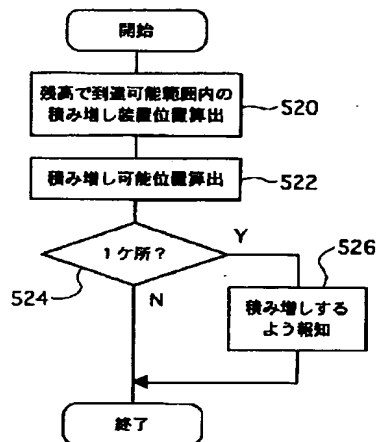 開始
残高で到達可能範囲内の
積み増し装置位置算出
S20
積み増し可能位置算出
S22
1ケ所?
Y
S24
N
S26
積み増しする
よう報知
終了